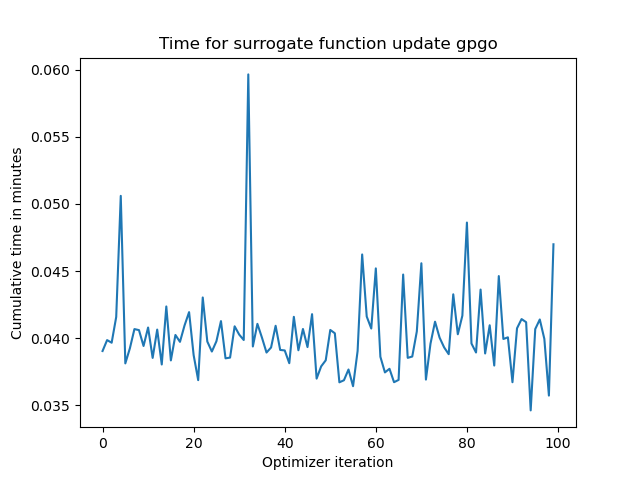 Time for surrogate function update gpgo
0.060
0.055
0.050
0.045
0.040
0.035
Cumulative time in minutes
0 20 40 60 80 100
Optimizer iteration